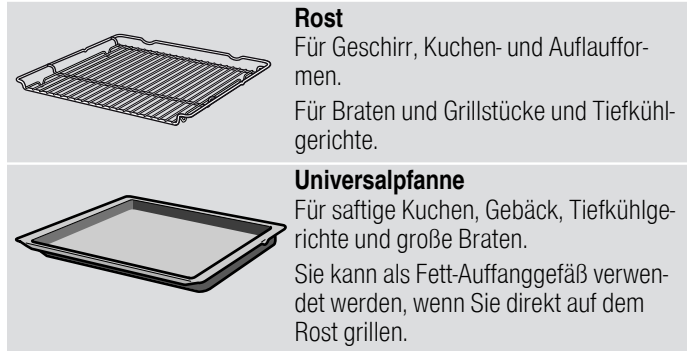 Rost
Für Geschirr, Kuchen- und Auflauffor-
men.
Für Braten und Grillstücke und Tiefkühl-
gerichte.
Universalpfanne
Für saftige Kuchen, Gebäck, Tiefkühlge-
richte und große Braten.
Sie kann als Fett-Auffanggefäß verwen-
det werden, wenn Sie direkt auf dem
Rost grillen.